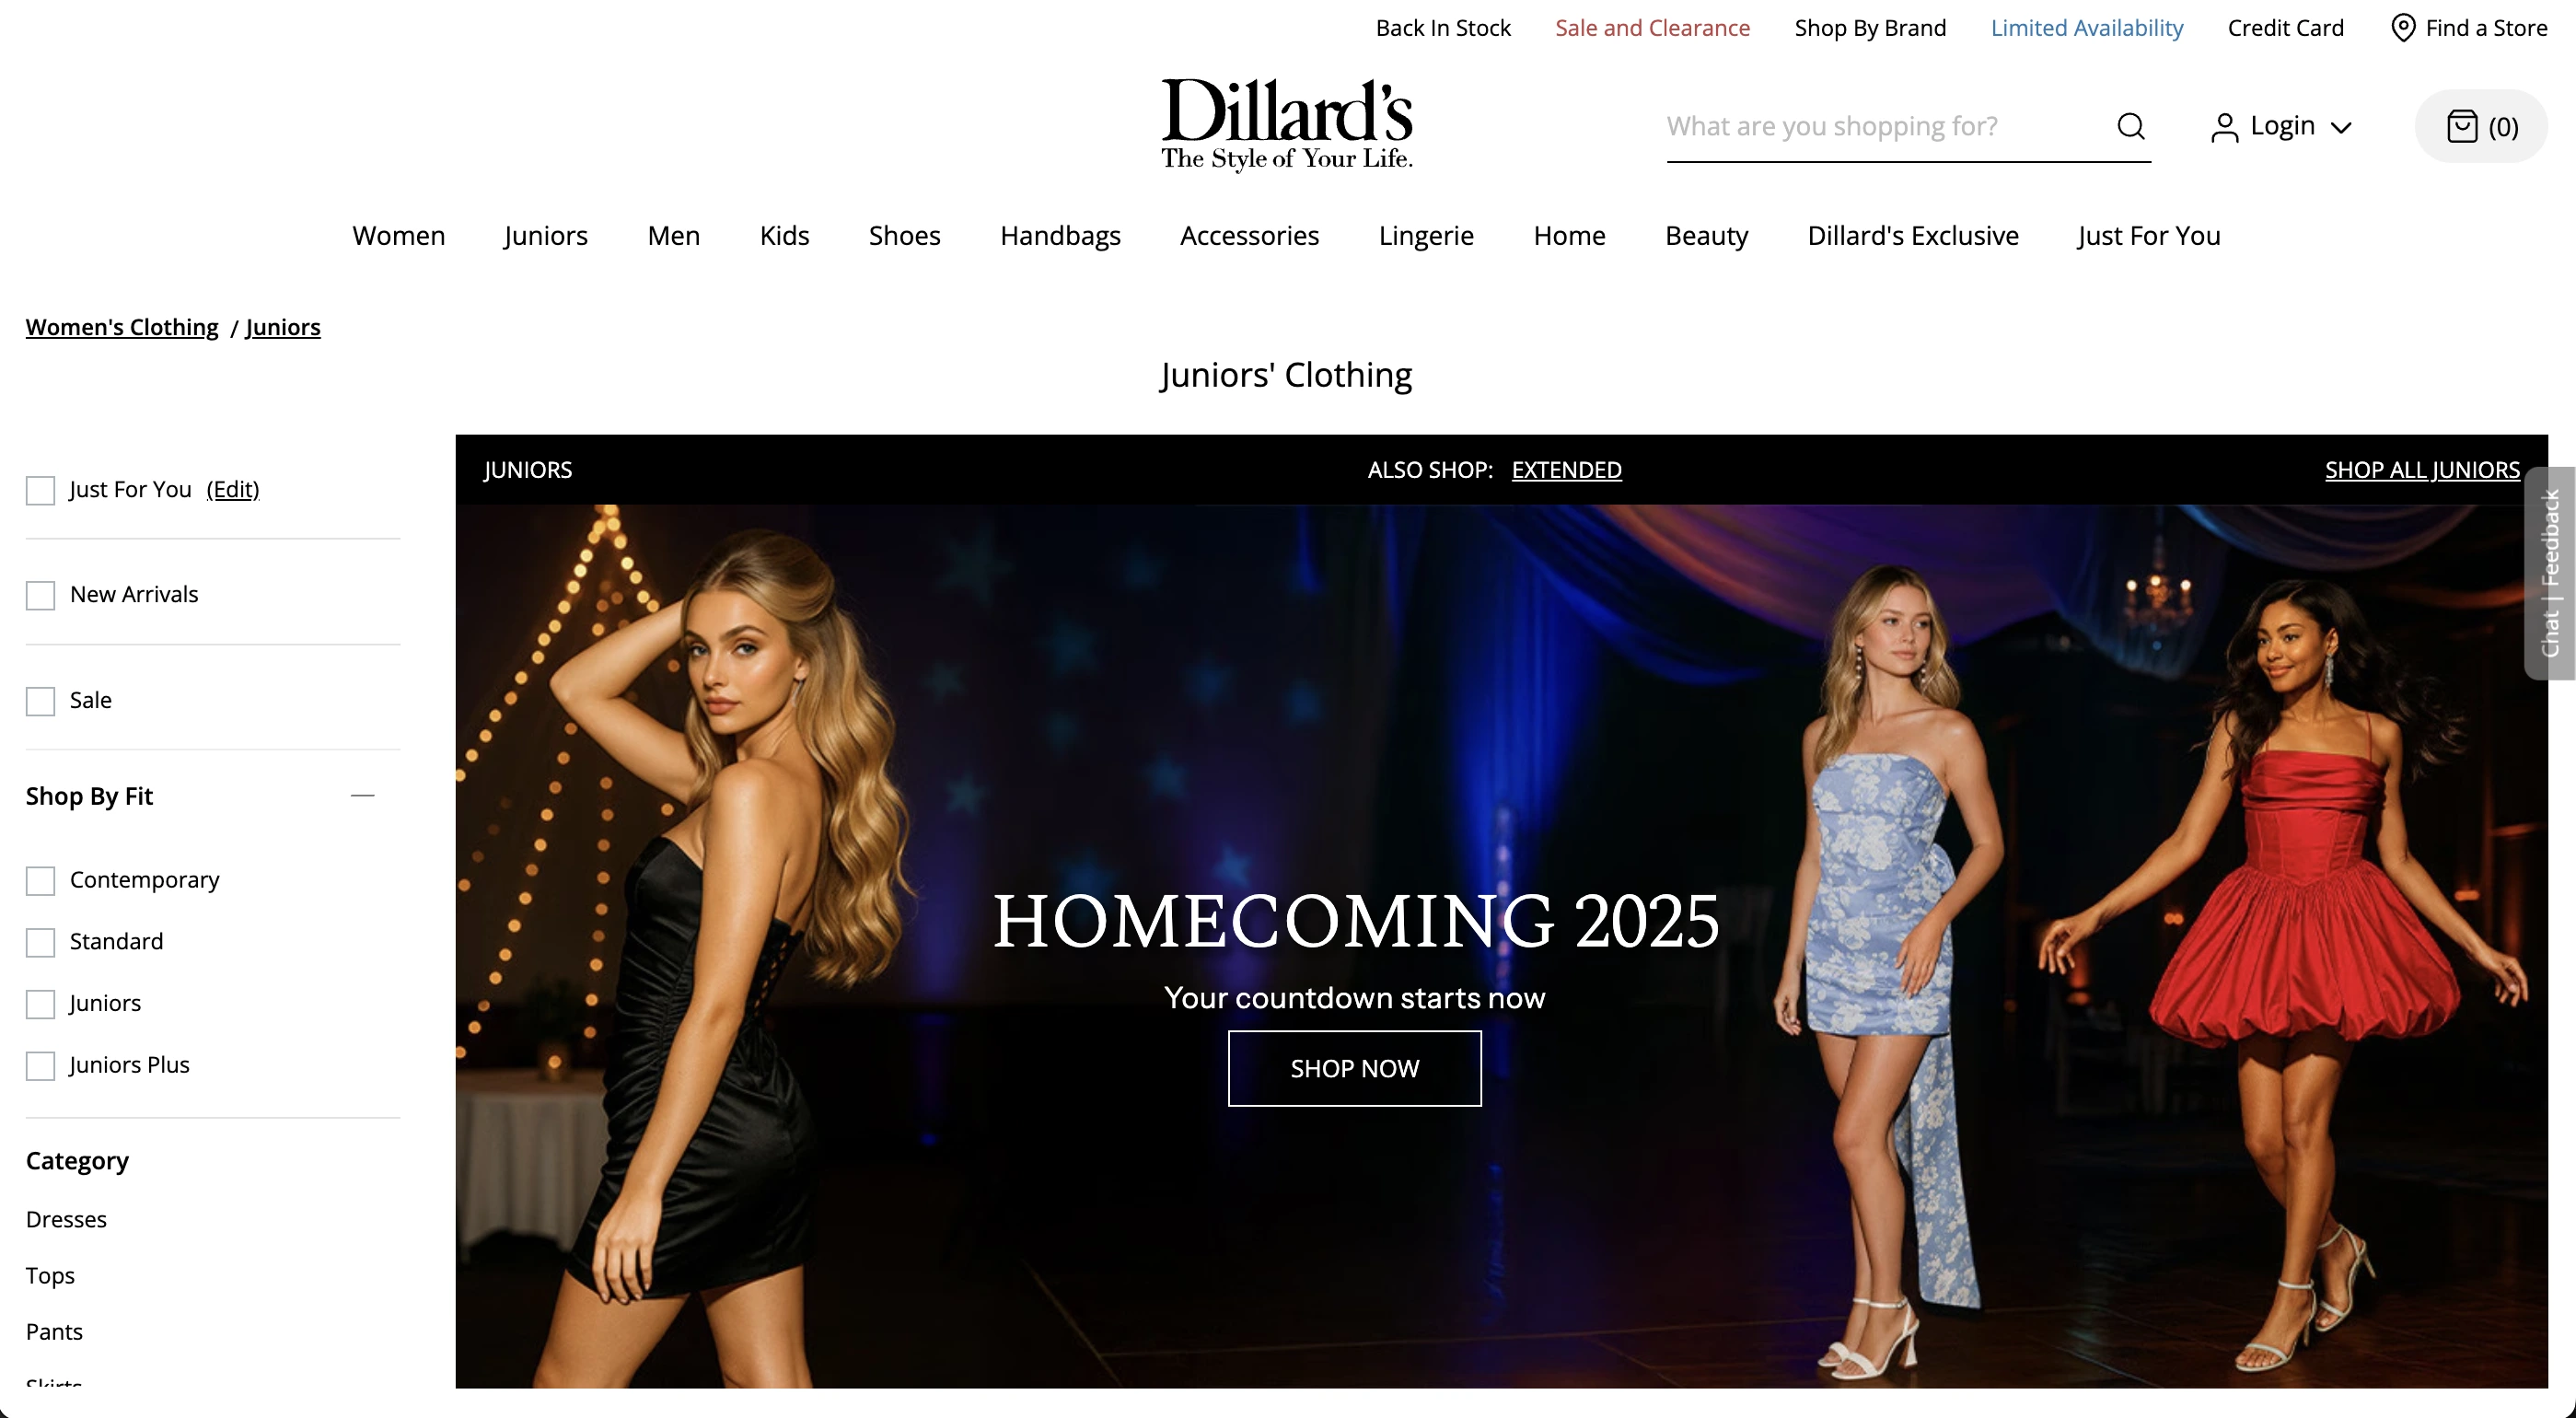 Back In Stock Sale and Clearance Shop By Brand Limited Availability Credit Card Find a Store
Dillard's
The Style of Your Life.
What are you shopping for?
Login
(0)
Women Juniors Men Kids Shoes Handbags Accessories Lingerie Home Beauty Dillard's Exclusive Just For You
Women's Clothing / Juniors
Juniors' Clothing
Just For You (Edit)
New Arrivals
Sale
Shop By Fit
Contemporary
Standard
Juniors
Juniors Plus
Category
Dresses
Tops
Pants
Skirts
JUNIORS ALSO SHOP: EXTENDED SHOP ALL JUNIORS
HOMECOMING 2025
Your countdown starts now
SHOP NOW
Chat | Feedback